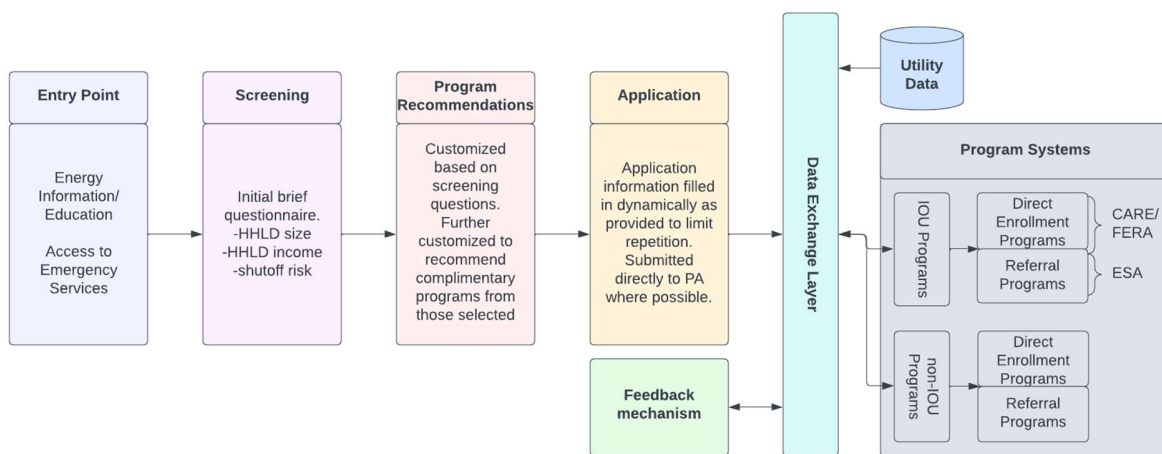 Entry Point
Energy
Information/
Education
Access to
Emergency
Services
Screening
Initial brief
questionnaire.
-HHLD size
-HHLD income
-shutoff risk
Program
Recommendations
Customized
based on
screening
questions.
Further
customized to
recommend
complimentary
programs from
those selected
Application
Application
information filled
in dynamically as
provided to limit
repetition.
Submitted
directly to PA
where possible.
Feedback
mechanism
Data Exchange Layer
Utility
Data
Program Systems
IOU Programs
Direct
Enrollment
Programs
Referral
Programs
CARE/
FERA
ESA
non-IOU
Programs
Direct
Enrollment
Programs
Referral
Programs